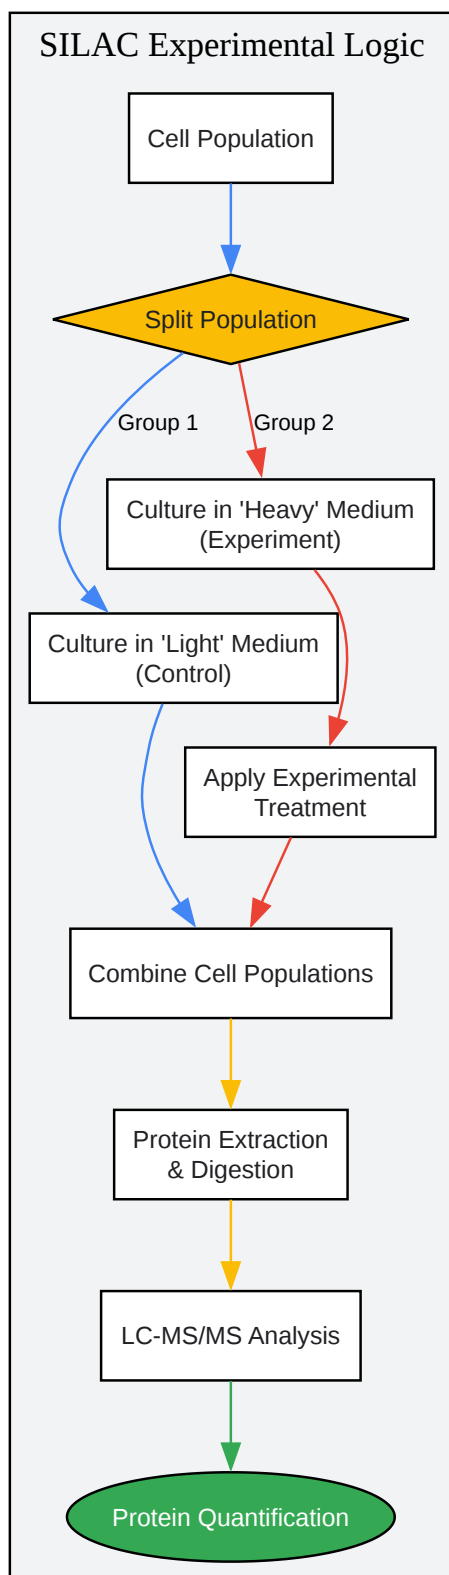 SILAC Experimental Logic
Cell Population
Split Population
Group 1
Group 2
Culture in 'Heavy' Medium
(Experiment)
Culture in 'Light' Medium
(Control)
Apply Experimental
Treatment
Combine Cell Populations
Protein Extraction
& Digestion
LC-MS/MS Analysis
Protein Quantification